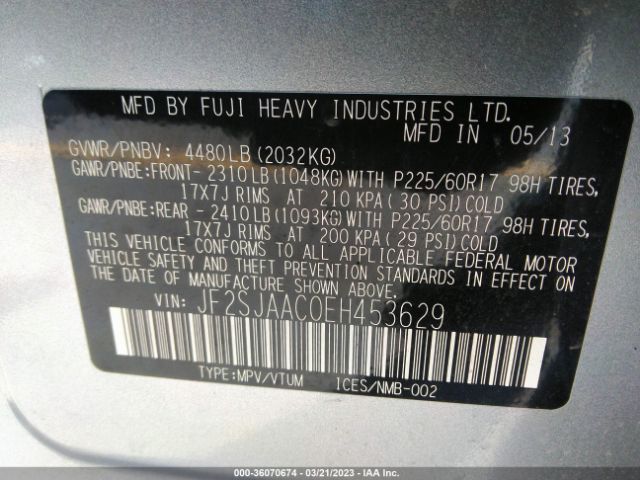 MFD BY FUJI HEAVY INDUSTRIES LTD.
MFD IN 05/13
GVWR/PNBV: 4480LB(2032KG)
GAWR/PNBE:FRONT- 2310LB(1048KG)WITH P225/60R17 98H TIRES,
17X7J RIMS AT 210 KPA(30 PSI)COLD
GAWR/PNBE:REAR - 2410LB(1093KG)WITH P225/60R17 98H TIRES,
17X7J RIMS AT 200 KPA(29 PSI)COLD
THIS VEHICLE CONFORMS TO ALL APPLICABLE FEDERAL MOTOR
VEHICLE SAFETY AND THEFT PREVENTION STANDARDS IN EFFECT
ON THE DATE OF MANUFACTURE SHOWN ABOVE.
VIN: JF2SJAAC0EH453629
TYPE:MPV/VTUM ICES/NMB-002
000-36070674 - 03/21/2023 - IAA Inc.